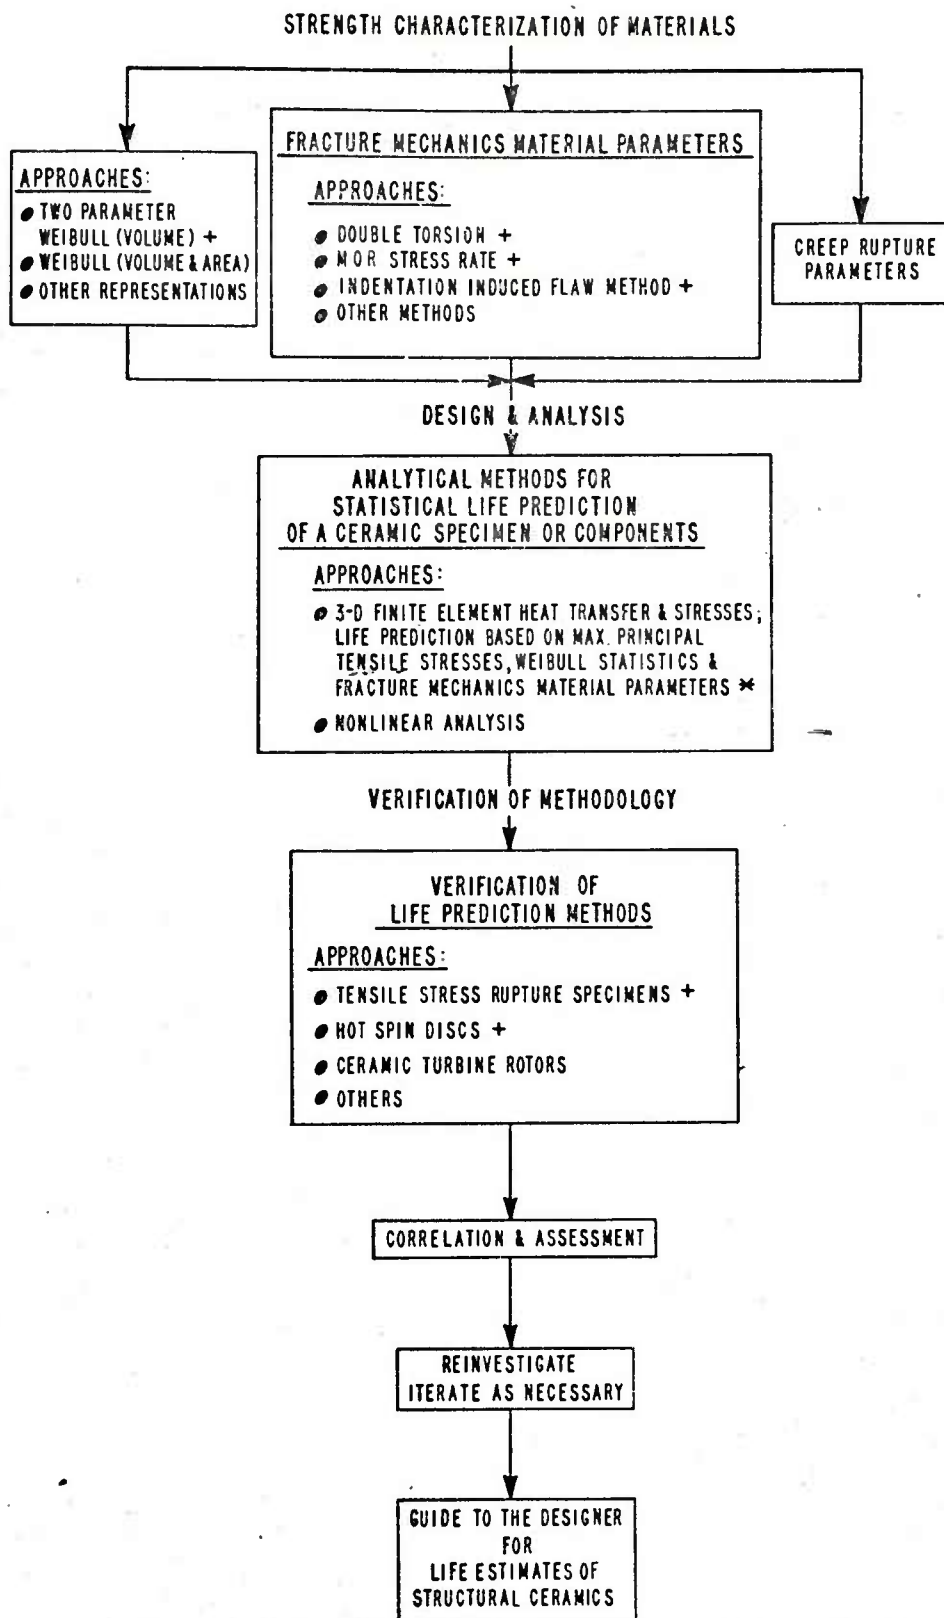 STRENGTH CHARACTERIZATION OF MATERIALS
APPROACHES:
● TWO PARAMETER
WEIBULL (VOLUME) +
● WEIBULL (VOLUME & AREA)
● OTHER REPRESENTATIONS
FRACTURE MECHANICS MATERIAL PARAMETERS
APPROACHES:
● DOUBLE TORSION +
● MOR STRESS RATE +
● INDENTATION INDUCED FLAW METHOD +
● OTHER METHODS
CREEP RUPTURE
PARAMETERS
DESIGN & ANALYSIS
ANALYTICAL METHODS FOR
STATISTICAL LIFE PREDICTION
OF A CERAMIC SPECIMEN OR COMPONENTS
APPROACHES:
● 3-D FINITE ELEMENT HEAT TRANSFER & STRESSES;
LIFE PREDICTION BASED ON MAX. PRINCIPAL
TENSILE STRESSES, WEIBULL STATISTICS &
FRACTURE MECHANICS MATERIAL PARAMETERS *
● NONLINEAR ANALYSIS
VERIFICATION OF METHODOLOGY
VERIFICATION OF
LIFE PREDICTION METHODS
APPROACHES:
● TENSILE STRESS RUPTURE SPECIMENS +
● HOT SPIN DISCS +
● CERAMIC TURBINE ROTORS
● OTHERS
CORRELATION & ASSESSMENT
REINVESTIGATE
ITERATE AS NECESSARY
GUIDE TO THE DESIGNER
FOR
LIFE ESTIMATES OF
STRUCTURAL CERAMICS